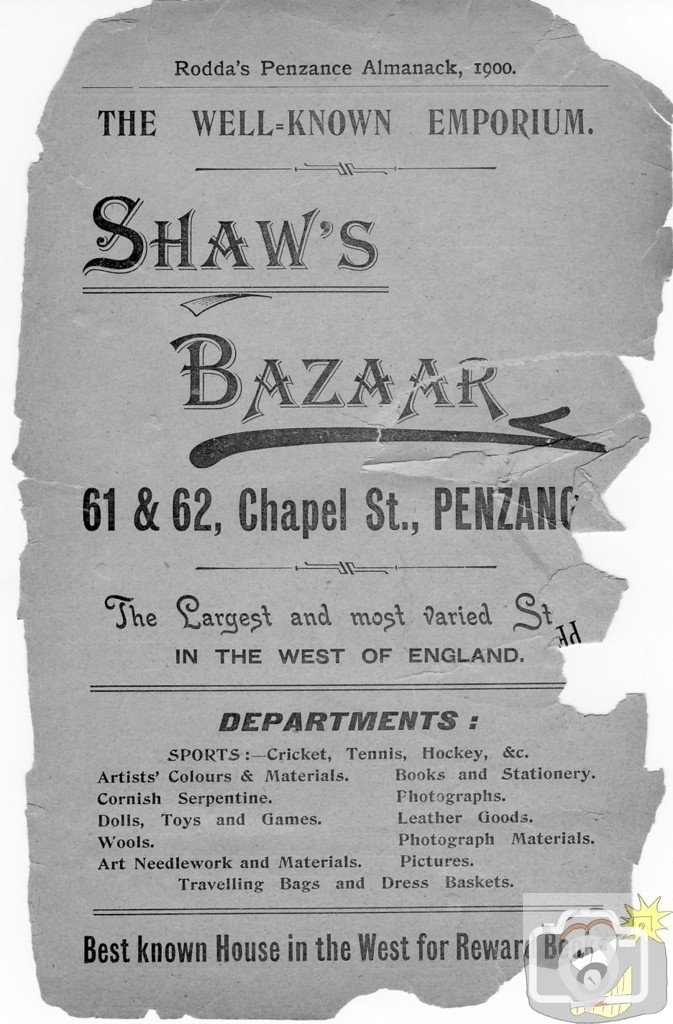 Rodda's Penzance Almanack, 1900.
THE WELL=KNOWN EMPORIUM.
SHAW'S
BAZAAR
61 & 62, Chapel St., PENZANC
The Largest and most varied St
IN THE WEST OF ENGLAND.
DEPARTMENTS :
SPORTS:—Cricket, Tennis, Hockey, &c.
Artists' Colours & Materials. Books and Stationery.
Cornish Serpentine. Photographs.
Dolls, Toys and Games. Leather Goods.
Wools. Photograph Materials.
Art Needlework and Materials. Pictures.
Travelling Bags and Dress Baskets.
Best known House in the West for Reward Books